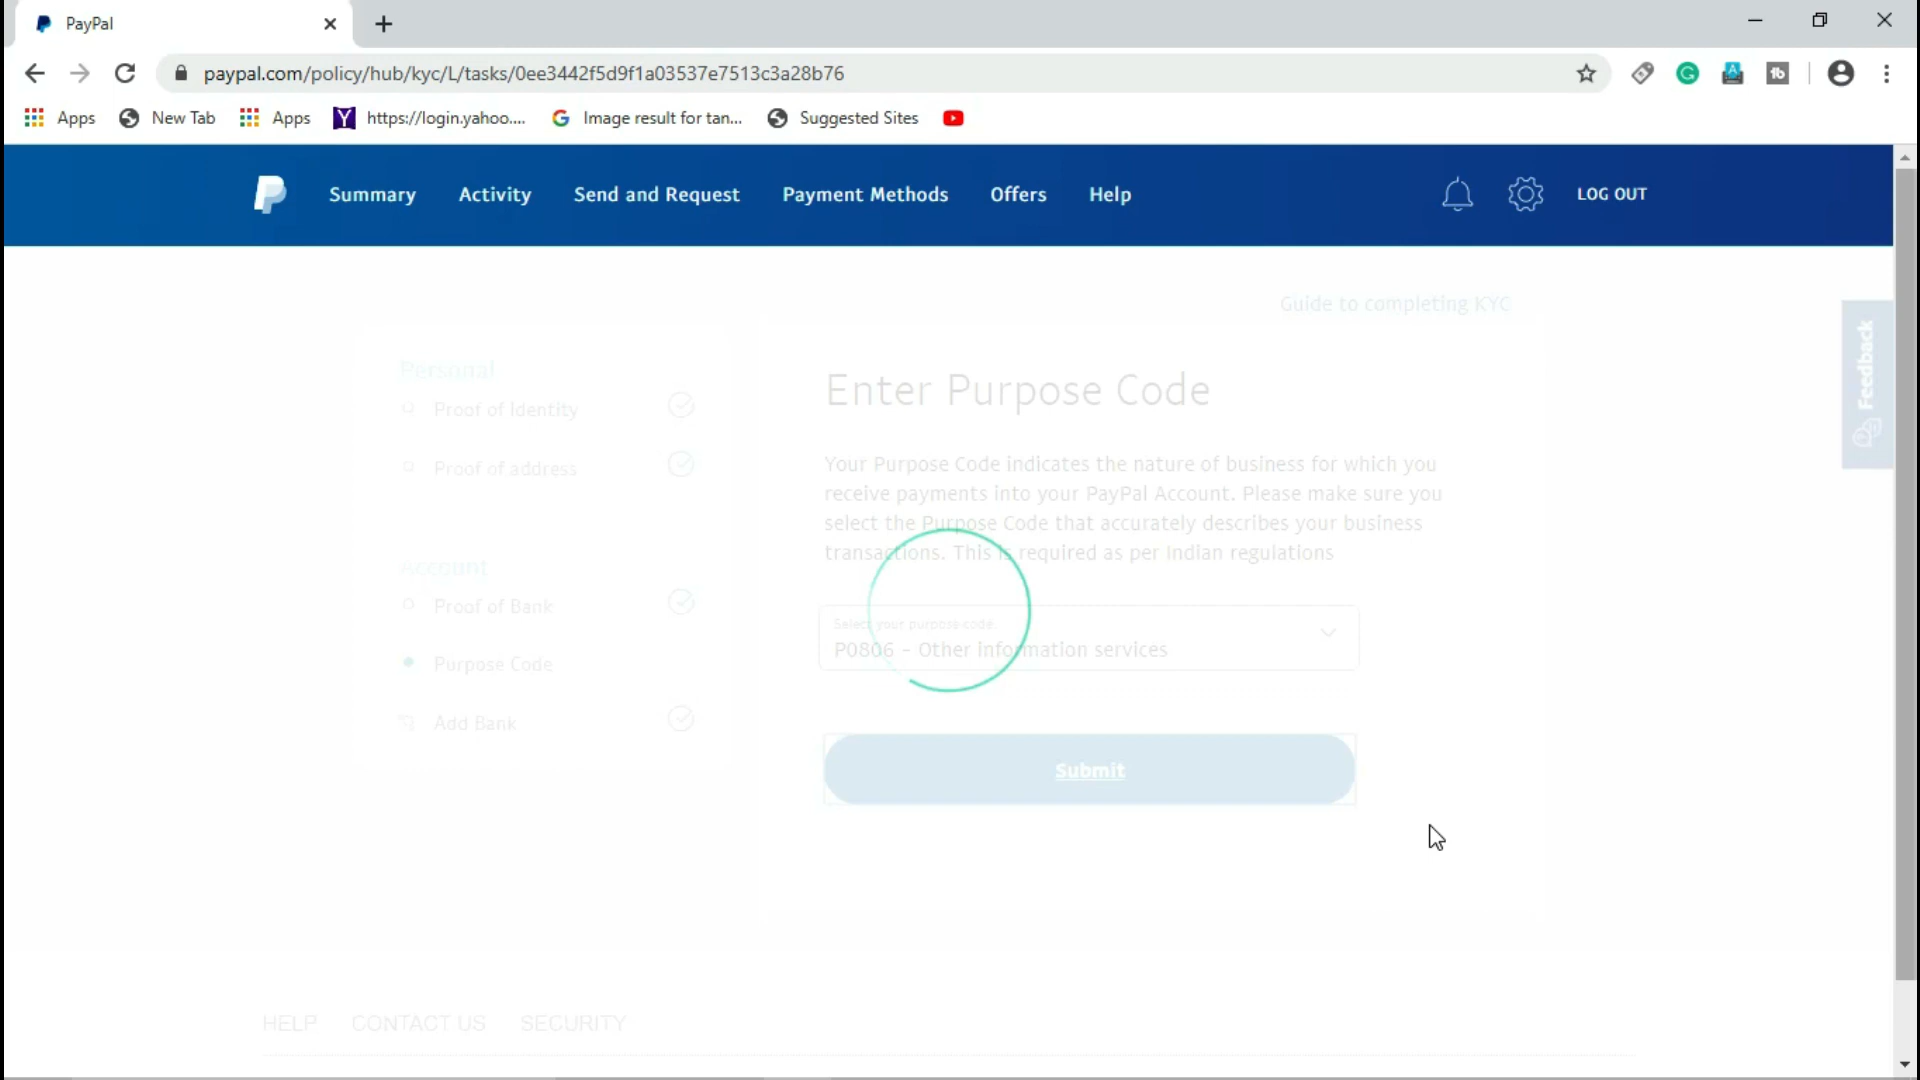 PayPal
paypal.com/policy/hub/kyc/L/tasks/0ee3442f5d9f1a03537e7513c3a28b76
Apps New Tab Apps https://login.yahoo.... Image result for tan... Suggested Sites
Summary Activity Send and Request Payment Methods Offers Help LOG OUT
Guide to completing KYC
Feedback
Personal
Proof of Identity
Proof of address
Account
Proof of Bank
Purpose Code
Add Bank
Enter Purpose Code
Your Purpose Code indicates the nature of business for which you
receive payments into your PayPal Account. Please make sure you
select the Purpose Code that accurately describes your business
transactions. This is required as per Indian regulations
Select your purpose code:
P0806 - Other information services
Submit
HELP CONTACT US SECURITY